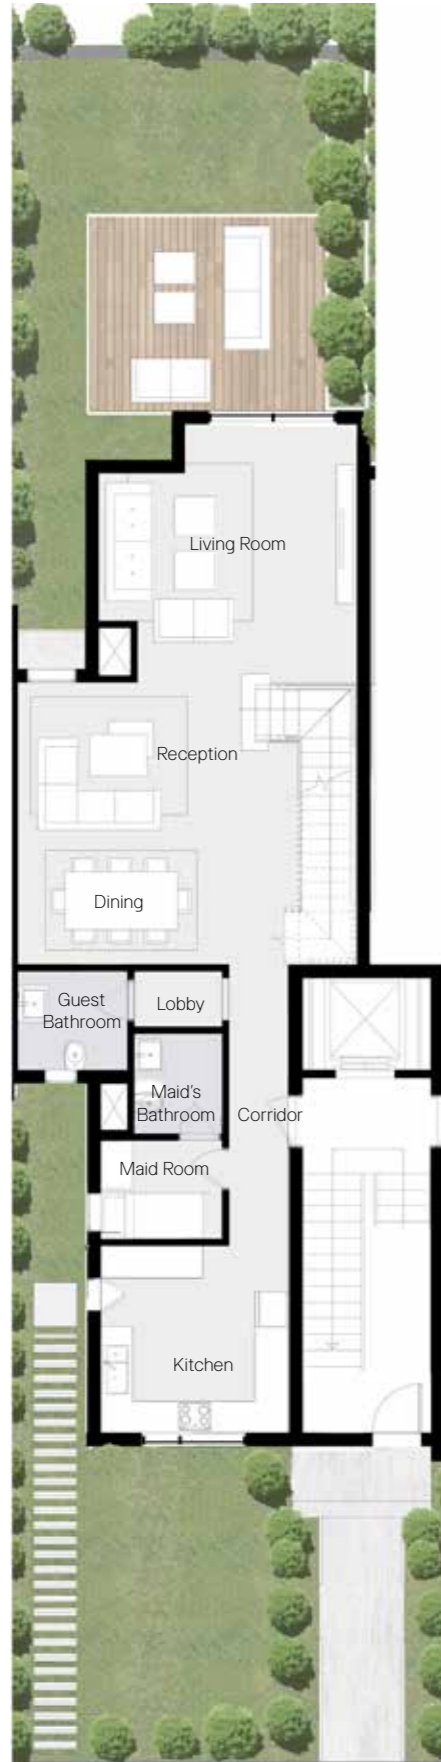 Living Room
Reception
Dining
Guest
Bathroom
Lobby
Maid's
Bathroom
Corridor
Maid Room
Kitchen